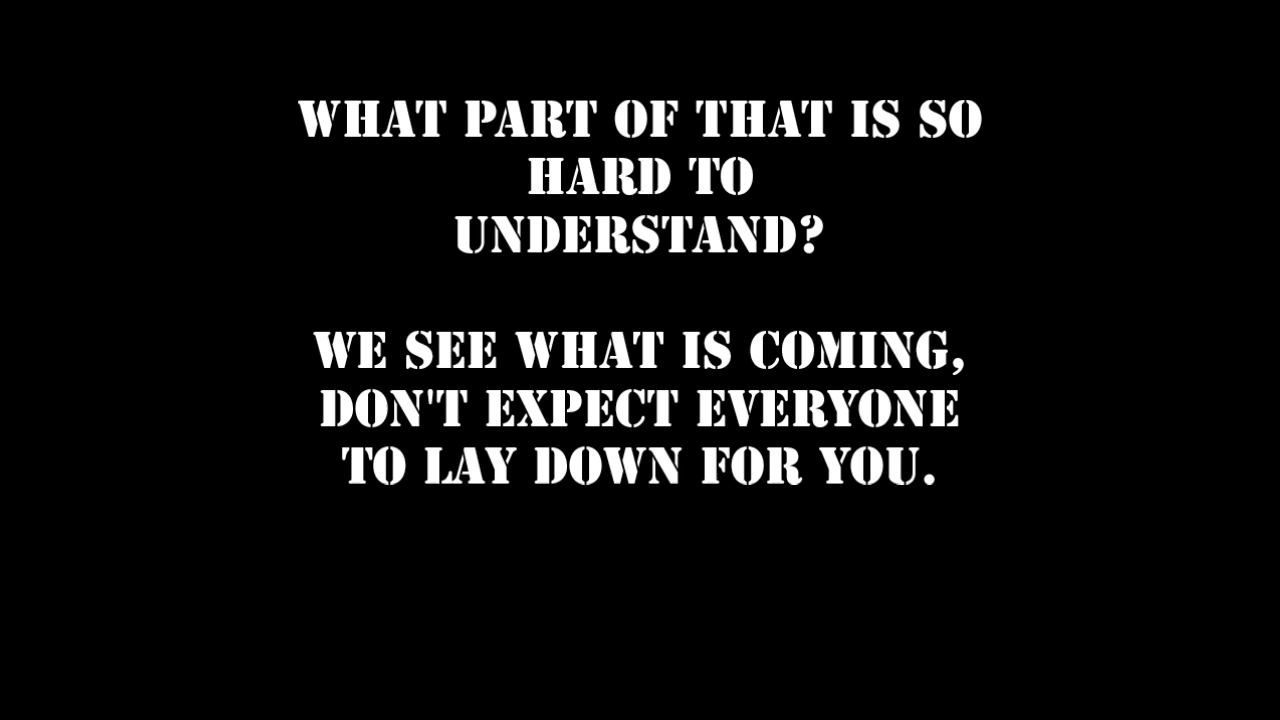 WHAT PART OF THAT IS SO
HARD TO
UNDERSTAND?
WE SEE WHAT IS COMING,
DON'T EXPECT EVERYONE
TO LAY DOWN FOR YOU.